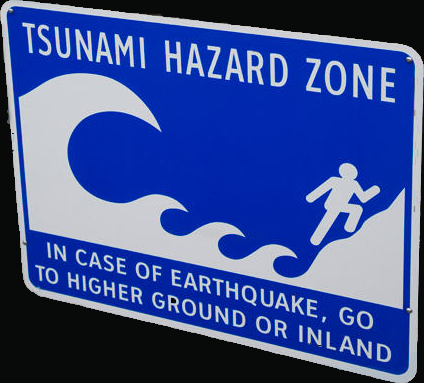 TSUNAMI HAZARD ZONE
IN CASE OF EARTHQUAKE, GO
TO HIGHER GROUND OR INLAND